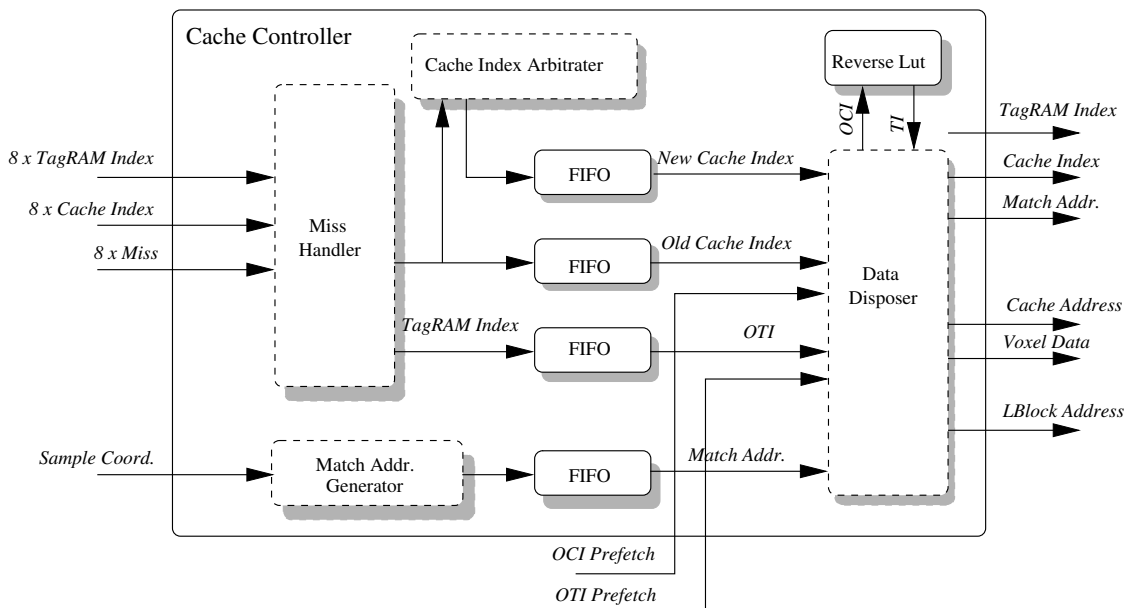 Cache Controller
Cache Index Arbitrater
Reverse Lut
OCI
TI
TagRAM Index
8 x TagRAM Index
FIFO
New Cache Index
Cache Index
8 x Cache Index
Miss
Handler
Match Addr.
8 x Miss
FIFO
Old Cache Index
Data
Disposer
TagRAM Index
FIFO
OTI
Cache Address
Voxel Data
LBlock Address
Sample Coord.
Match Addr.
Generator
FIFO
Match Addr.
OCI Prefetch
OTI Prefetch